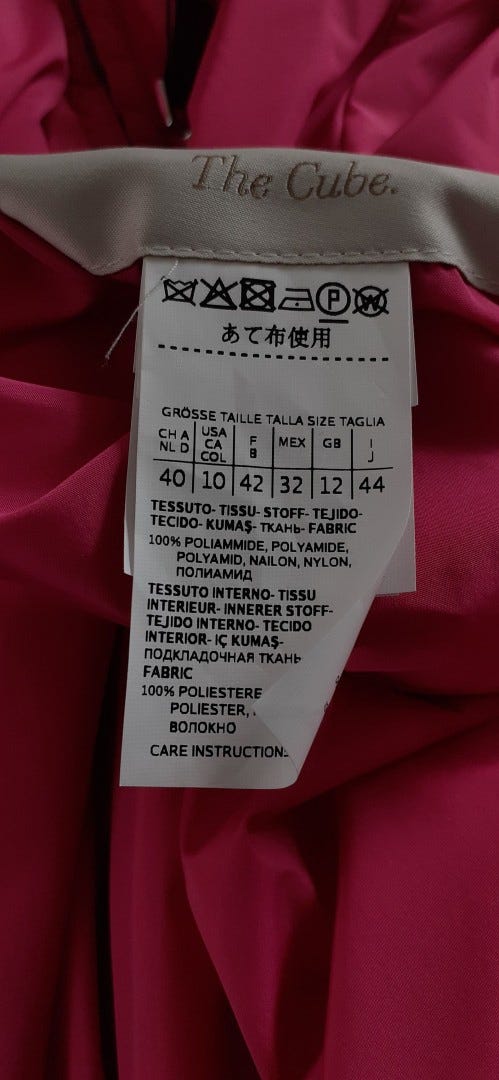 The Cube.
あて布使用
GRÖSSE TAILLE TALLA SIZE TAGLIA
CH A NL D
USA CA COL
F B
MEX
GB
I J
40 10 42 32 12 44
TESSUTO- TISSU- STOFF- TEJIDO-
TECIDO- KUMAŞ- ТКАНЬ- FABRIC
100% POLIAMMIDE, POLYAMIDE,
POLYAMID, NAILON, NYLON,
ПОЛИАМИД
TESSUTO INTERNO- TISSU
INTERIEUR- INNERER STOFF-
TEJIDO INTERNO- TECIDO
INTERIOR- IÇ KUMAŞ-
ПОДКЛАДОЧНАЯ ТКАНЬ
FABRIC
100% POLIESTERE
POLIESTER,
ВОЛОКНО
CARE INSTRUCTIONS